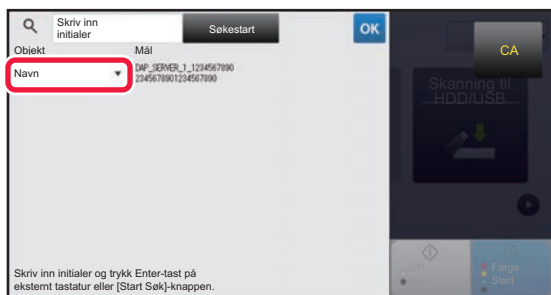 Skriv inn
initialer
Søkestart
OK
CA
Objekt
Mål
Navn
DAP_SERVER_1_1234567890
2345678901234567890
Skanning til
HDD/USB
Skriv inn initialer og trykk Enter-tast på
eksternt tastatur eller [Start Søk]-knappen.
S/H
Farge
Start